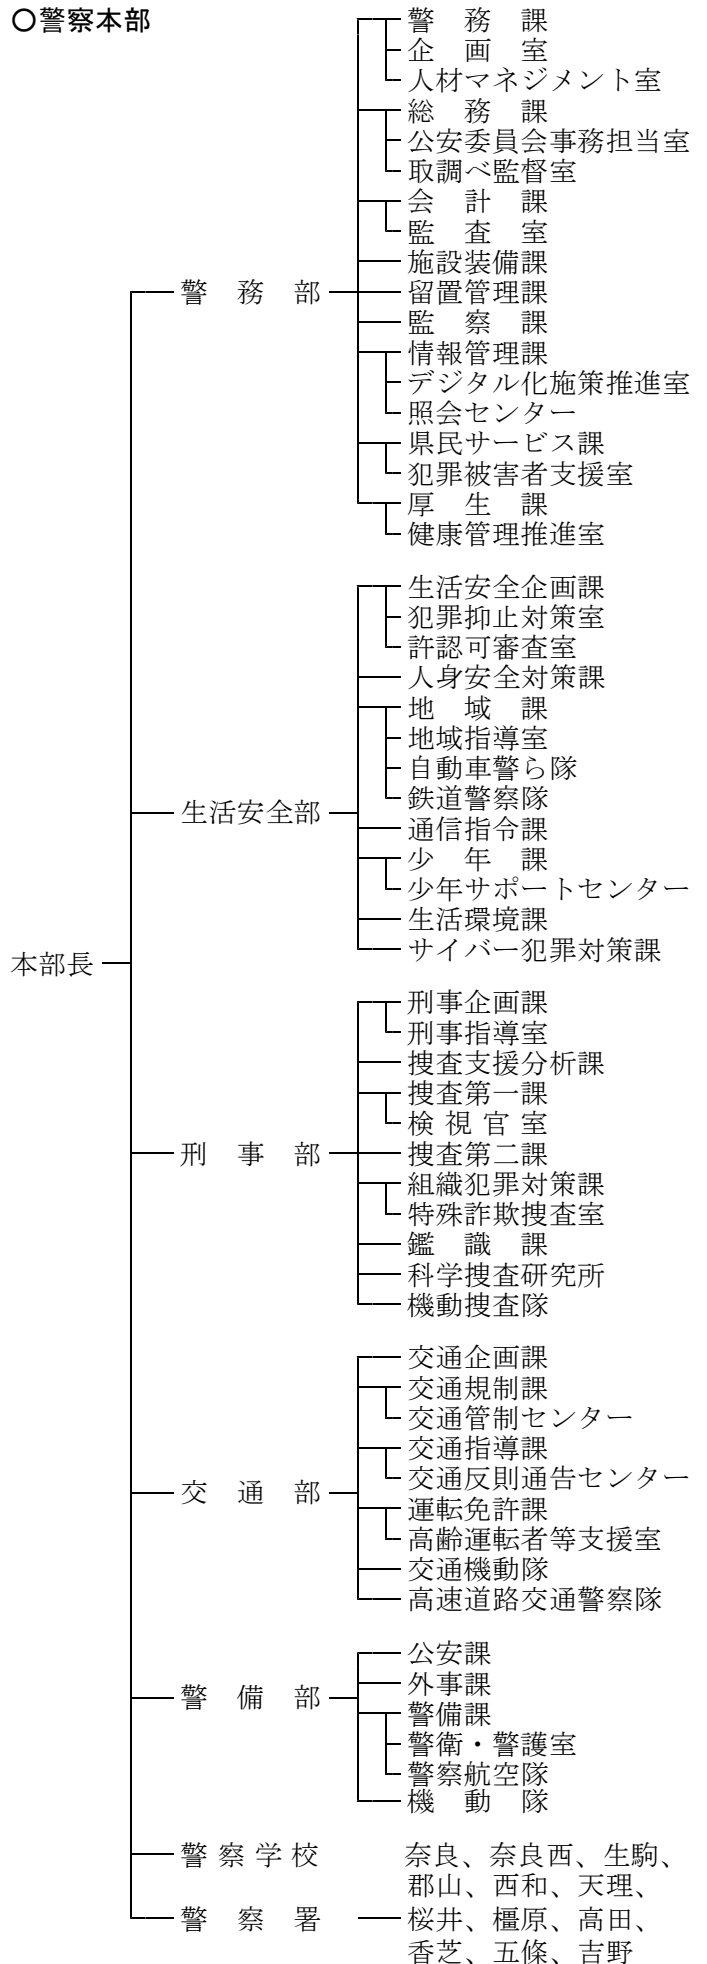 〇警察本部
警務課
企画室
人材マネジメント室
総務課
公安委員会事務担当室
取調べ監督室
会計課
監査室
施設装備課
警務部
留置管理課
監察課
情報管理課
デジタル化施策推進室
照会センター
県民サービス課
犯罪被害者支援室
厚生課
健康管理推進室
生活安全企画課
犯罪抑止対策室
許認可審査室
人身安全対策課
地域課
地域指導室
自動車警ら隊
鉄道警察隊
生活安全部
通信指令課
少年課
少年サポートセンター
生活環境課
サイバー犯罪対策課
本部長
刑事企画課
刑事指導室
捜査支援分析課
捜査第一課
検視官室
刑事部
捜査第二課
組織犯罪対策課
特殊詐欺捜査室
鑑識課
科学捜査研究所
機動捜査隊
交通企画課
交通規制課
交通管制センター
交通指導課
交通反則通告センター
交通部
運転免許課
高齢運転者等支援室
交通機動隊
高速道路交通警察隊
公安課
外事課
警備部
警備課
警衛・警護室
警察航空隊
機動隊
警察学校
警察署
奈良、奈良西、生駒、
郡山、西和、天理、
桜井、橿原、高田、
香芝、五條、吉野